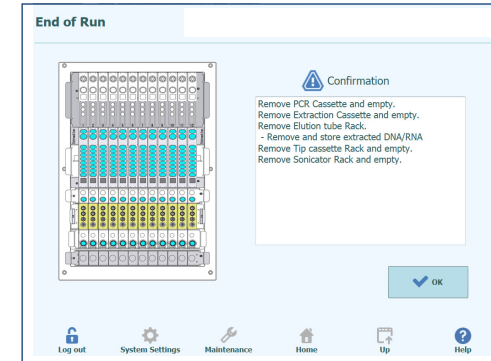 End of Run
Confirmation
Remove PCR Cassette and empty.
Remove Extraction Cassette and empty.
Remove Elution tube Rack.
- Remove and store extracted DNA/RNA
Remove Tip cassette Rack and empty.
Remove Sonicator Rack and empty.
OK
Log out
System Settings
Maintenance
Home
Up
Help